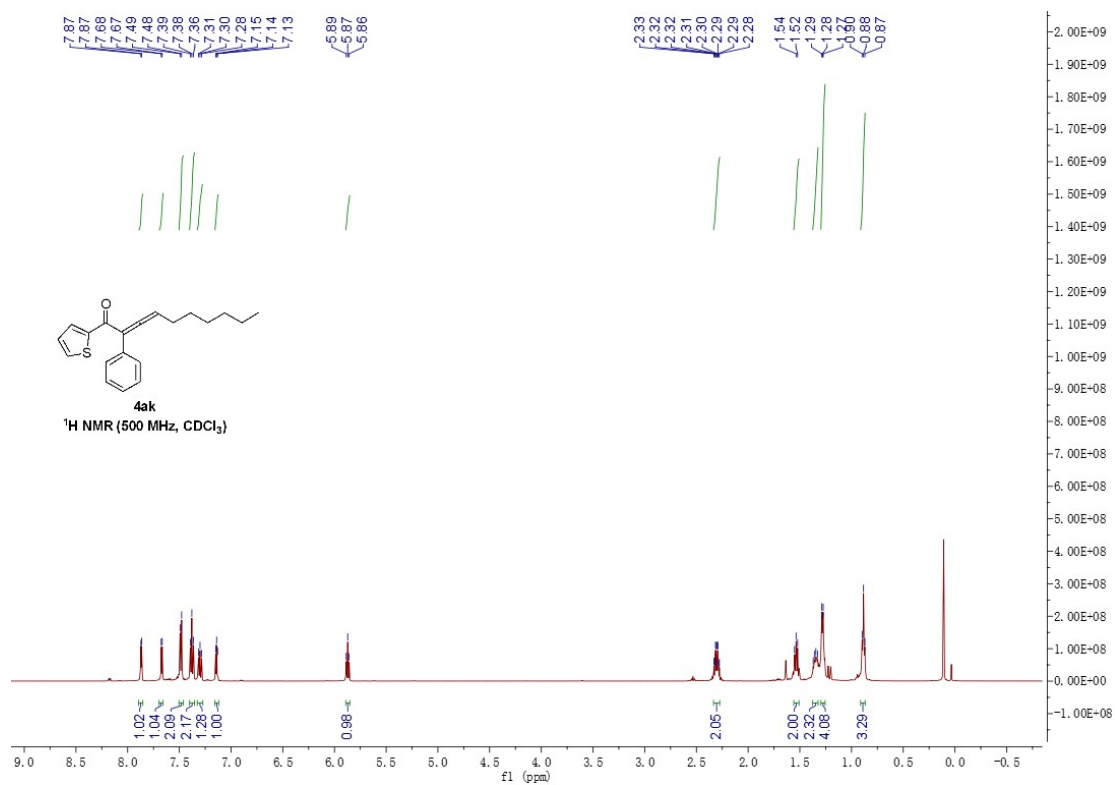 7.87
7.87
7.68
7.67
7.49
7.48
7.39
7.38
7.36
7.31
7.30
7.28
7.15
7.14
7.13
5.89
5.87
5.86
2.33
2.32
2.32
2.31
2.30
2.29
2.29
2.28
1.54
1.52
1.29
1.28
1.27
0.90
0.88
0.87
2.00E+09
1.90E+09
1.80E+09
1.70E+09
1.60E+09
1.50E+09
1.40E+09
1.30E+09
1.20E+09
1.10E+09
1.00E+09
9.00E+08
8.00E+08
7.00E+08
6.00E+08
5.00E+08
4.00E+08
3.00E+08
2.00E+08
1.00E+08
0.00E+00
-1.00E+08
O
S
4ak
¹H NMR (500 MHz, CDCl₃)
1.02
1.04
2.09
2.17
1.28
1.00
0.98
2.05
2.00
2.32
4.08
3.29
9.0 8.5 8.0 7.5 7.0 6.5 6.0 5.5 5.0 4.5 4.0 3.5 3.0 2.5 2.0 1.5 1.0 0.5 0.0 -0.5
f1 (ppm)